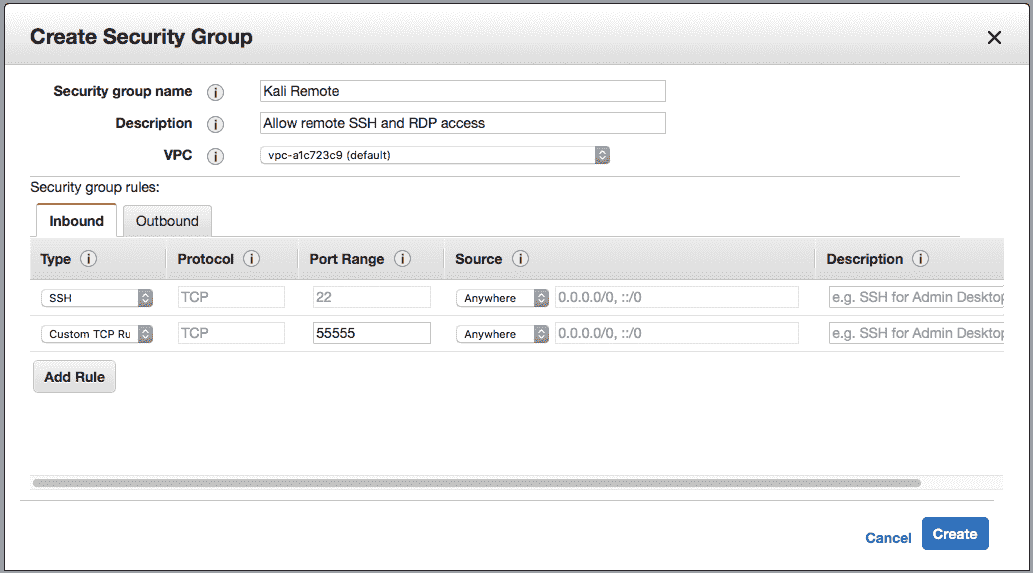 Create Security Group
Security group name i Kali Remote
Description i Allow remote SSH and RDP access
VPC i vpc-a1c723c9 (default)
Security group rules:
Inbound Outbound
Type i Protocol i Port Range i Source i Description i
SSH TCP 22 Anywhere 0.0.0.0/0, ::/0 e.g. SSH for Admin Desktop
Custom TCP Ru TCP 55555 Anywhere 0.0.0.0/0, ::/0 e.g. SSH for Admin Desktop
Add Rule
Cancel Create